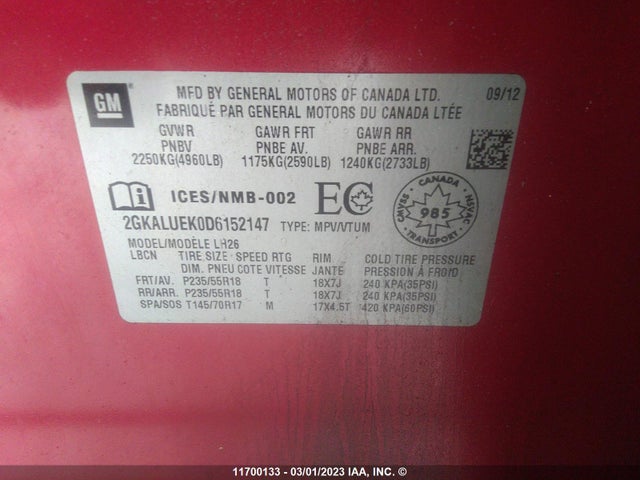 GM
MFD BY GENERAL MOTORS OF CANADA LTD. 09/12
FABRIQUÉ PAR GENERAL MOTORS DU CANADA LTÉE
GVWR GAWR FRT GAWR RR
PNBV PNBE AV. PNBE ARR.
2250KG(4960LB) 1175KG(2590LB) 1240KG(2733LB)
i ICES/NMB-002 EC
CANADA
CMVSS 985 NSVAC
TRANSPORT
2GKALUEK0D6152147 TYPE: MPV/VTUM
MODEL/MODÈLE LH26
LBCN TIRE SIZE SPEED RTG RIM COLD TIRE PRESSURE
DIM. PNEU COTE VITESSE JANTE PRESSION À FROID
FRT/AV. P235/55R18 T 18X7J 240 KPA(35PSI)
RR/ARR. P235/55R18 T 18X7J 240 KPA(35PSI)
SPA/SOS T145/70R17 M 17X4.5T 420 KPA(60PSI)
11700133 - 03/01/2023 IAA, INC. ©